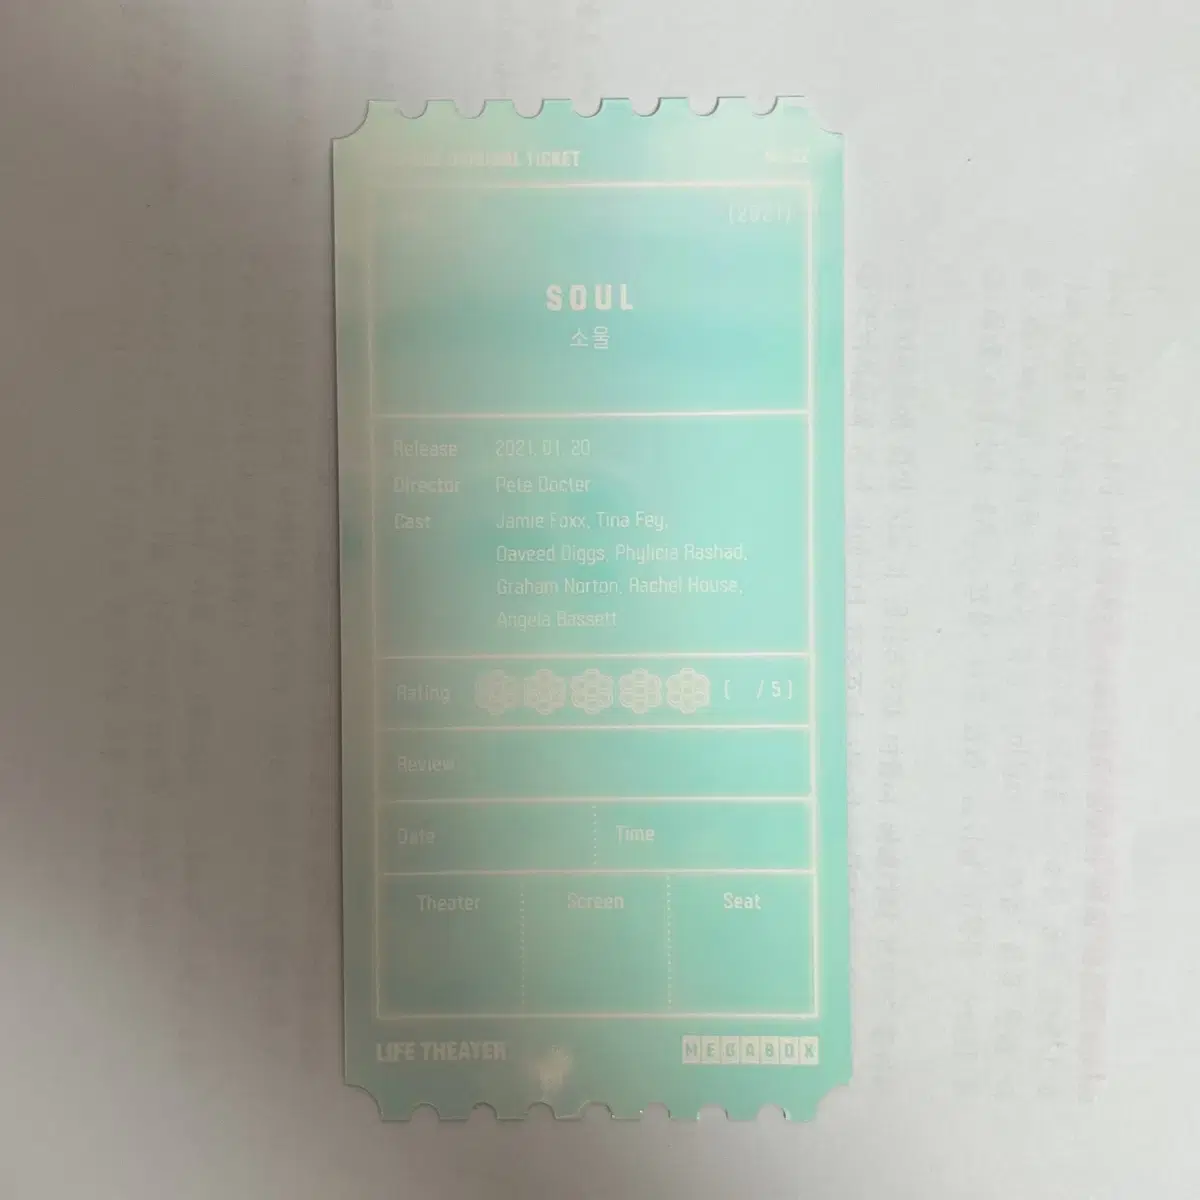 TICKET
(2021)
SOUL
소울
Release 2021. 01. 20
Director Pete Docter
Cast Jamie Foxx, Tina Fey,
Daveed Diggs, Phylicia Rashad,
Graham Norton, Rachel House,
Angela Bassett
Rating ( / 5 )
Review
Date Time
Theater Screen Seat
LIFE THEATER MEGABOX